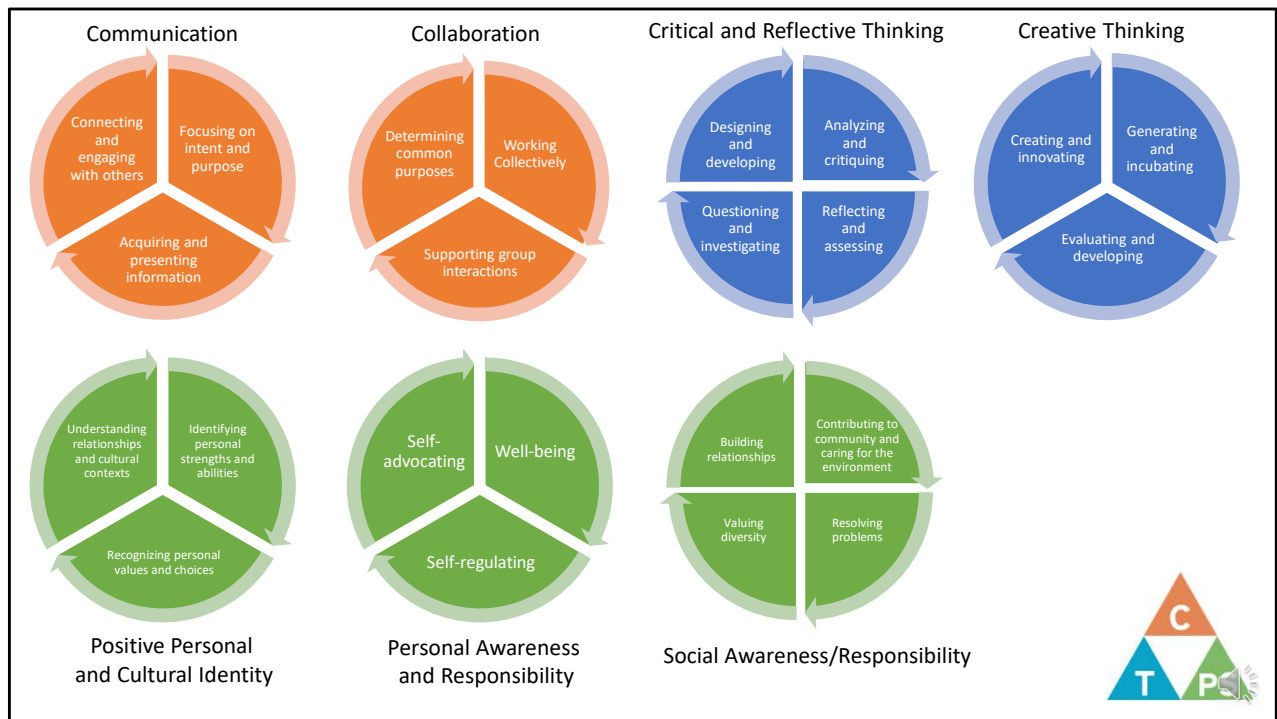 Communication
Connecting
and
engaging
with others
Focusing on
intent and
purpose
Acquiring and
presenting
information
Collaboration
Determining
common
purposes
Working
Collectively
Supporting group
interactions
Critical and Reflective Thinking
Designing
and
developing
Analyzing
and
critiquing
Questioning
and
investigating
Reflecting
and
assessing
Creative Thinking
Creating and
innovating
Generating
and
incubating
Evaluating and
developing
Understanding
relationships
and cultural
contexts
Identifying
personal
strengths and
abilities
Recognizing personal
values and choices
Positive Personal
and Cultural Identity
Self-
advocating
Well-being
Self-regulating
Personal Awareness
and Responsibility
Building
relationships
Contributing to
community and
caring for the
environment
Valuing
diversity
Resolving
problems
Social Awareness/Responsibility
C
T
PS